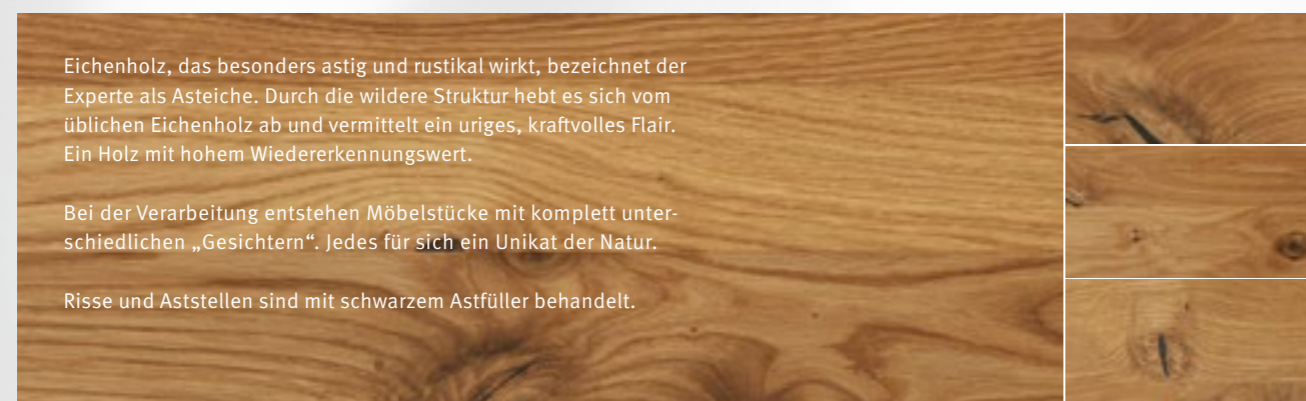 Eichenholz, das besonders astig und rustikal wirkt, bezeichnet der
Experte als Asteiche. Durch die wildere Struktur hebt es sich vom
üblichen Eichenholz ab und vermittelt ein uriges, kraftvolles Flair.
Ein Holz mit hohem Wiedererkennungswert.
Bei der Verarbeitung entstehen Möbelstücke mit komplett unter-
schiedlichen „Gesichtern“. Jedes für sich ein Unikat der Natur.
Risse und Aststellen sind mit schwarzem Astfüller behandelt.